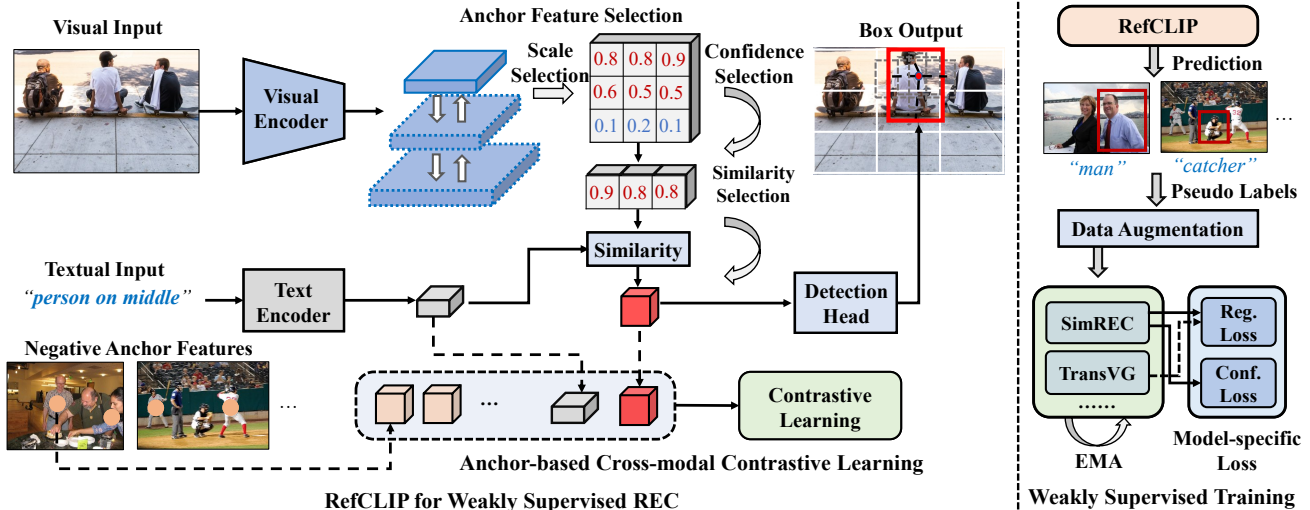 Visual Input
Visual
Encoder
Anchor Feature Selection
Scale
Selection
0.8 0.8 0.9
0.6 0.5 0.5
0.1 0.2 0.1
Confidence
Selection
0.9 0.8 0.8
Similarity
Selection
Similarity
Box Output
Textual Input
“person on middle”
Text
Encoder
Detection
Head
Negative Anchor Features
...
...
Contrastive
Learning
Anchor-based Cross-modal Contrastive Learning
RefCLIP for Weakly Supervised REC
RefCLIP
Prediction
...
“man”
“catcher”
Pseudo Labels
Data Augmentation
SimREC
TransVG
......
Reg.
Loss
Conf.
Loss
EMA
Model-specific
Loss
Weakly Supervised Training